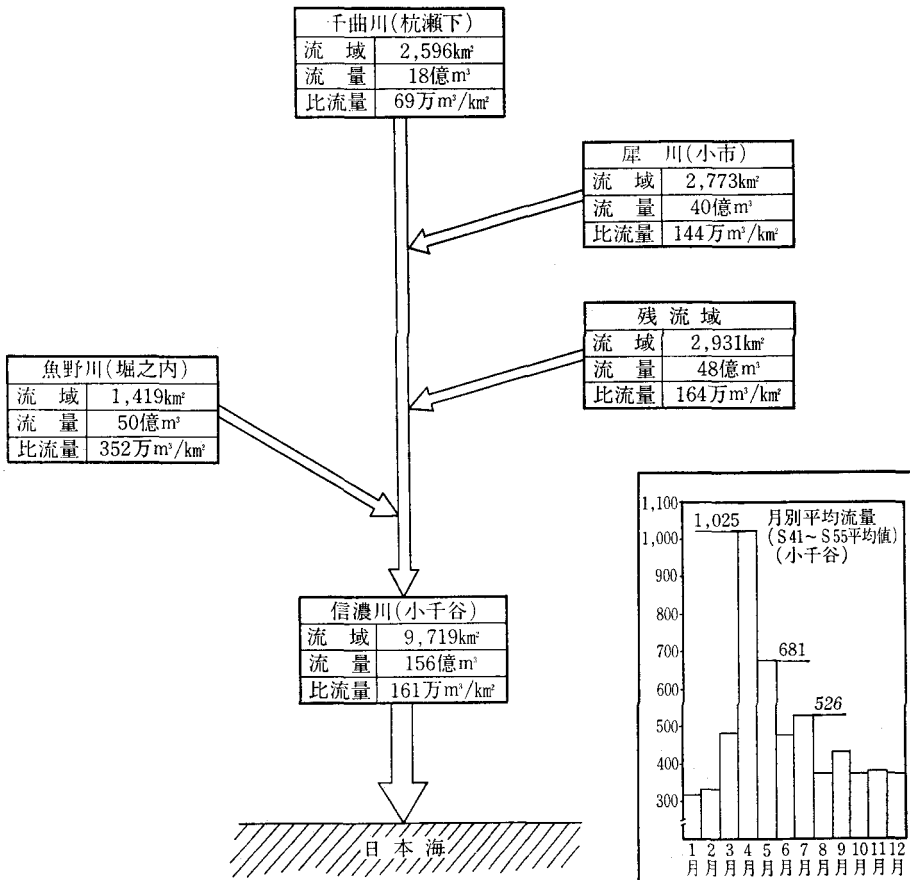 千曲川(杭瀬下)
流域 2,596km²
流量 18億m³
比流量 69万m³/km²
犀川(小市)
流域 2,773km²
流量 40億m³
比流量 144万m³/km²
残流域
流域 2,931km²
流量 48億m³
比流量 164万m³/km²
魚野川(堀之内)
流域 1,419km²
流量 50億m³
比流量 352万m³/km²
信濃川(小千谷)
流域 9,719km²
流量 156億m³
比流量 161万m³/km²
日本海
月別平均流量
(S41～S55平均値)
(小千谷)
1,100
1,000
900
800
700
600
500
400
300
1,025
681
526
1月 2月 3月 4月 5月 6月 7月 8月 9月 10月 11月 12月